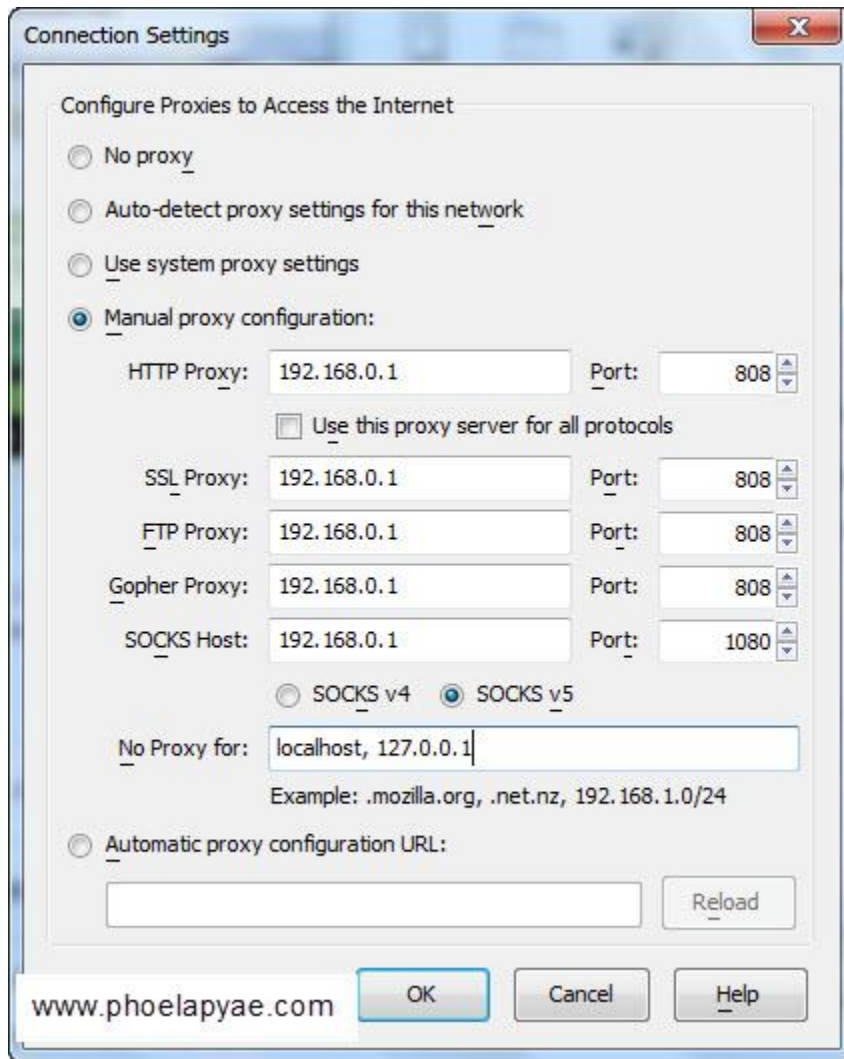 Connection Settings
Configure Proxies to Access the Internet
No proxy
Auto-detect proxy settings for this network
Use system proxy settings
Manual proxy configuration:
HTTP Proxy: 192.168.0.1 Port: 808
Use this proxy server for all protocols
SSL Proxy: 192.168.0.1 Port: 808
FTP Proxy: 192.168.0.1 Port: 808
Gopher Proxy: 192.168.0.1 Port: 808
SOCKS Host: 192.168.0.1 Port: 1080
SOCKS v4 SOCKS v5
No Proxy for: localhost, 127.0.0.1
Example: .mozilla.org, .net.nz, 192.168.1.0/24
Automatic proxy configuration URL:
Reload
www.phoelapyae.com OK Cancel Help